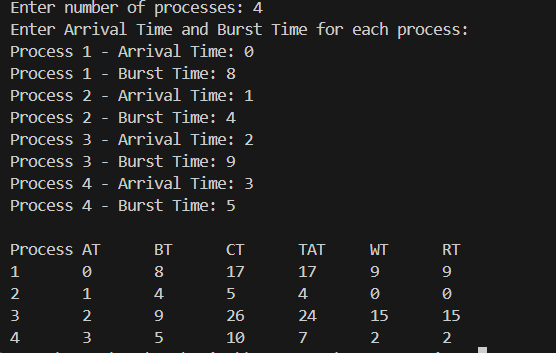 Enter number of processes: 4
Enter Arrival Time and Burst Time for each process:
Process 1 - Arrival Time: 0
Process 1 - Burst Time: 8
Process 2 - Arrival Time: 1
Process 2 - Burst Time: 4
Process 3 - Arrival Time: 2
Process 3 - Burst Time: 9
Process 4 - Arrival Time: 3
Process 4 - Burst Time: 5
Process AT BT CT TAT WT RT
1 0 8 17 17 9 9
2 1 4 5 4 0 0
3 2 9 26 24 15 15
4 3 5 10 7 2 2